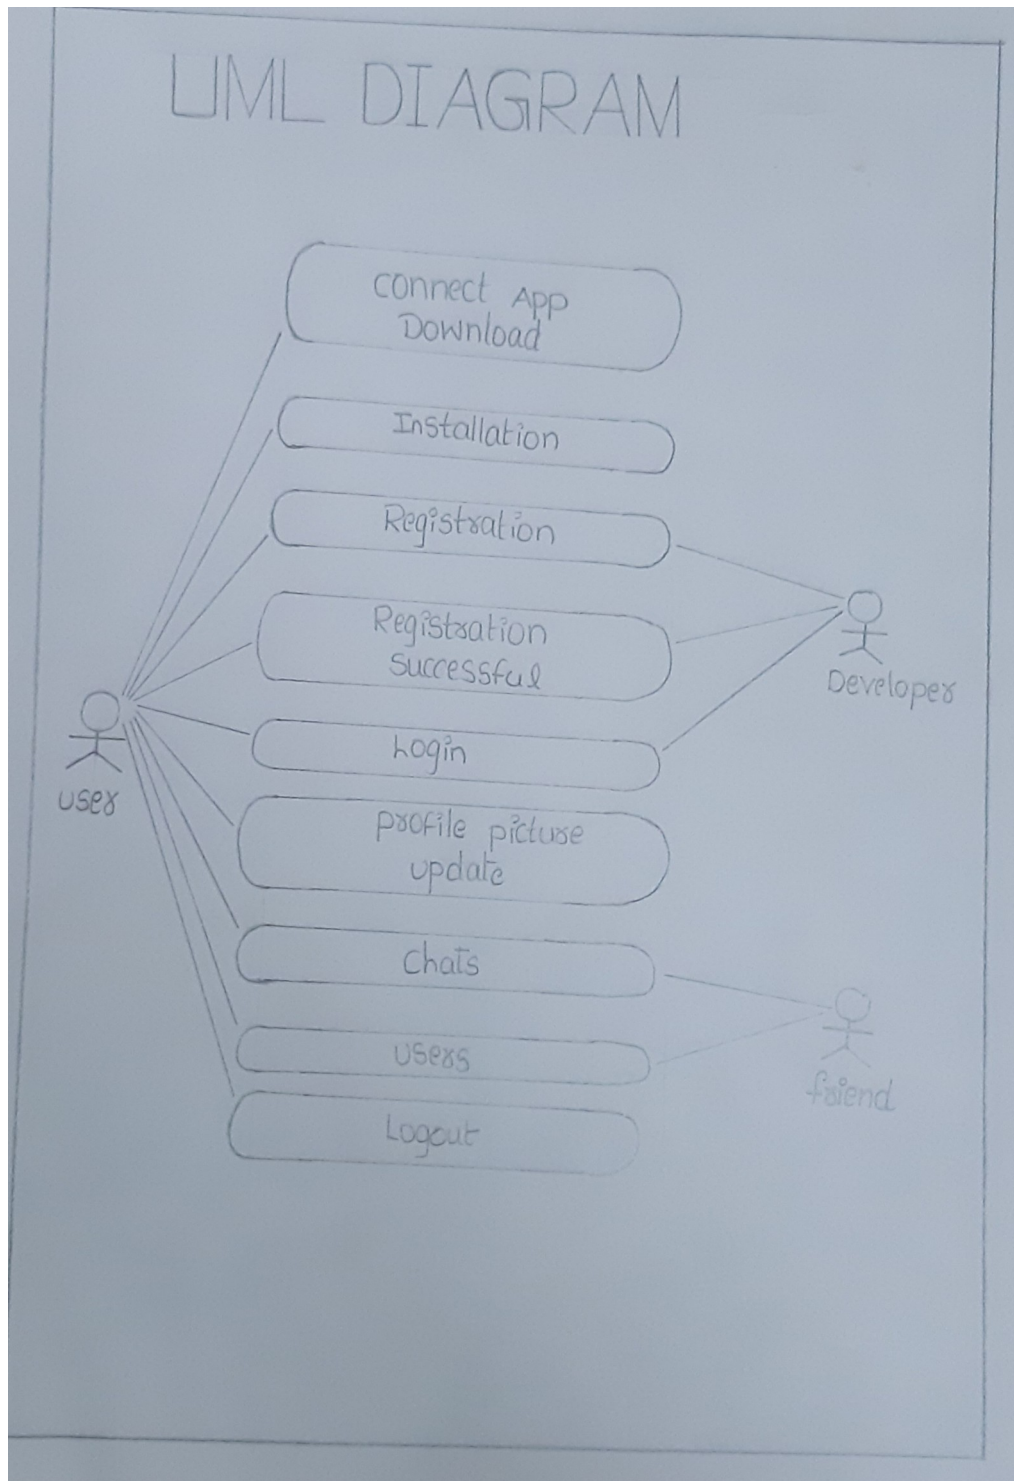 UML DIAGRAM
connect App
Download
Installation
Registration
Registration
successful
Login
profile picture
update
chats
users
Logout
user
Developer
friend